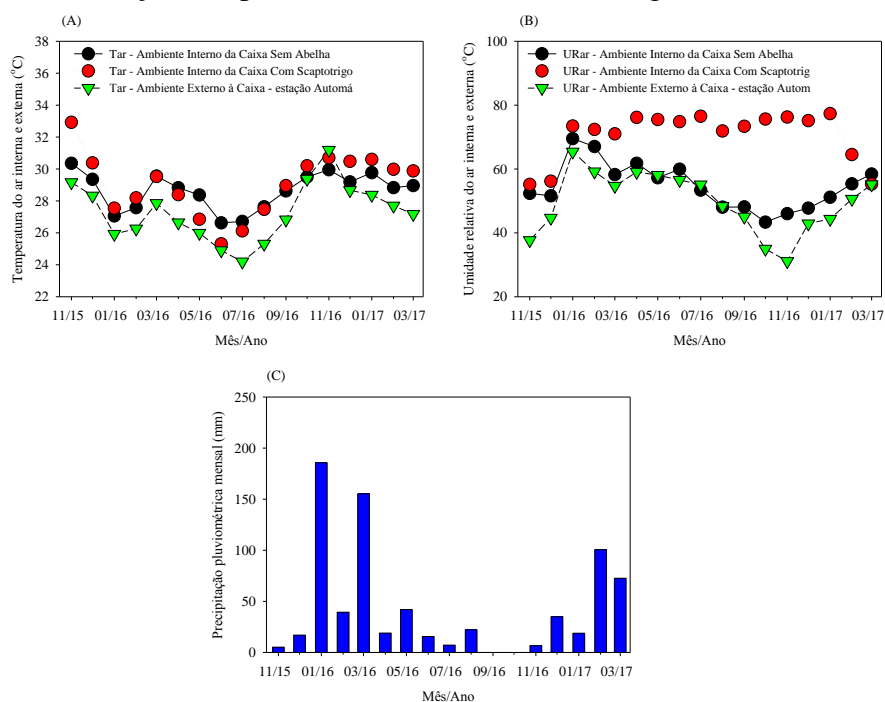 (A)
Temperatura do ar interna e externa (°C)
38
36
34
32
30
28
26
24
22
Tar - Ambiente Interno da Caixa Sem Abelha
Tar - Ambiente Interno da Caixa Com Scaptotrigo
Tar - Ambiente Externo à Caixa - estação Automá
11/15 01/16 03/16 05/16 07/16 09/16 11/16 01/17 03/17
Mês/Ano
(B)
Umidade relativa do ar interna e externa (°C)
100
80
60
40
20
URar - Ambiente Interno da Caixa Sem Abelha
URar - Ambiente Interno da Caixa Com Scaptotrig
URar - Ambiente Externo à Caixa - estação Autom
11/15 01/16 03/16 05/16 07/16 09/16 11/16 01/17 03/17
Mês/Ano
(C)
Precipitação pluviométrica mensal (mm)
250
200
150
100
50
0
11/15 01/16 03/16 05/16 07/16 09/16 11/16 01/17 03/17
Mês/Ano